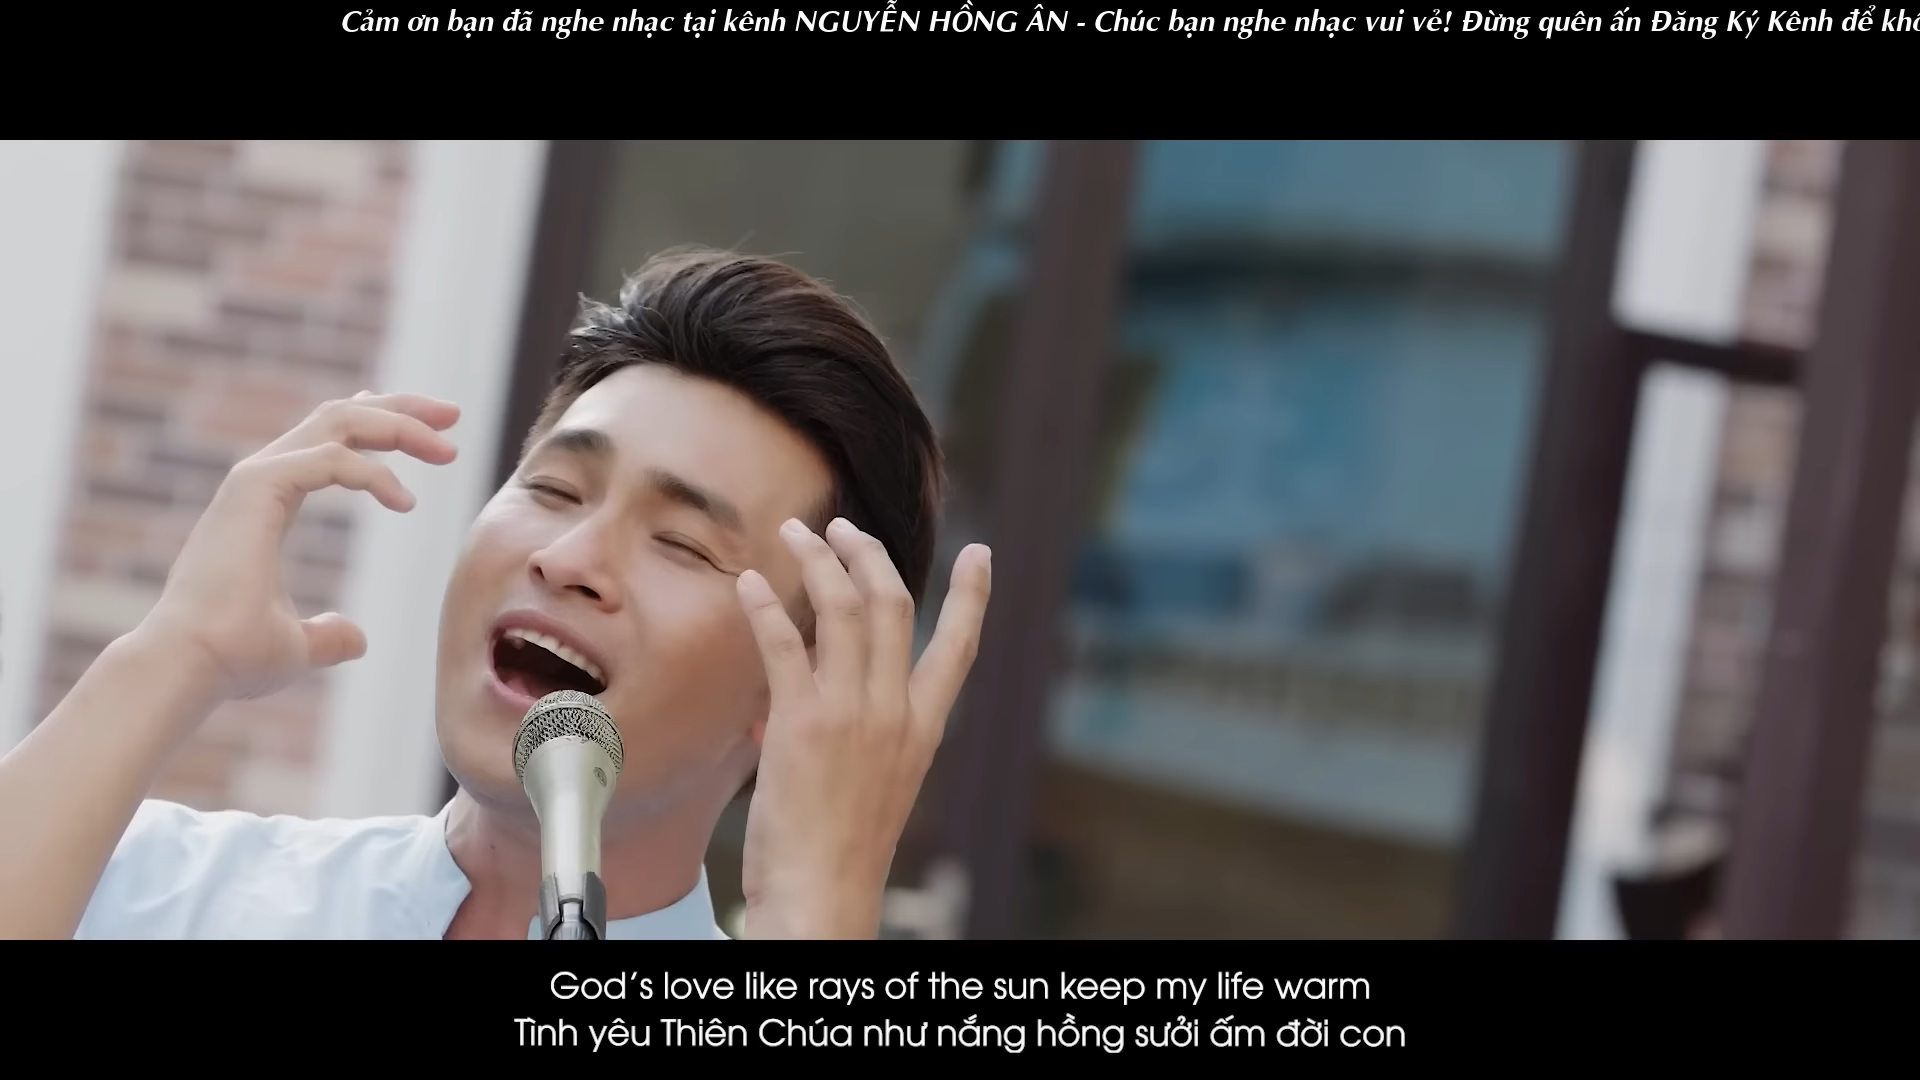 Cảm ơn bạn đã nghe nhạc tại kênh NGUYỄN HỒNG ÂN - Chúc bạn nghe nhạc vui vẻ! Đừng quên ấn Đăng Ký Kênh để
God's love like rays of the sun keep my life warm
Tình yêu Thiên Chúa như nắng hồng sưởi ấm đời con